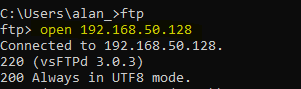 C:\Users\alan_>ftp
ftp> open 192.168.50.128
Connected to 192.168.50.128.
220 (vsFTPd 3.0.3)
200 Always in UTF8 mode.